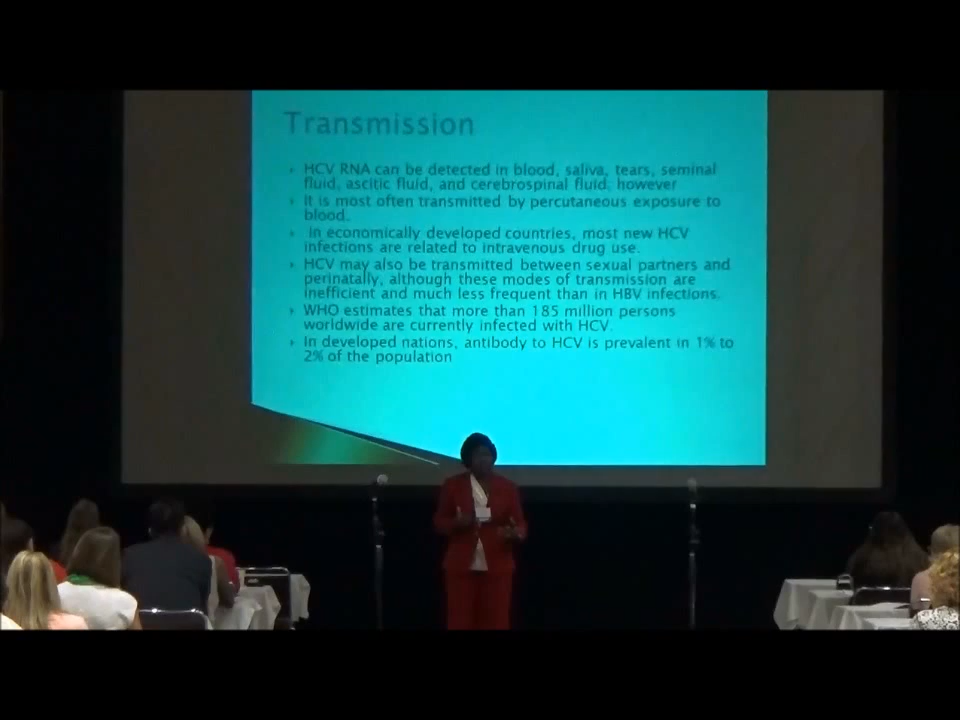 Transmission
HCV RNA can be detected in blood, saliva, tears, seminal
fluid, ascitic fluid, and cerebrospinal fluid; however
It is most often transmitted by percutaneous exposure to
blood.
In economically developed countries, most new HCV
infections are related to intravenous drug use.
HCV may also be transmitted between sexual partners and
perinatally, although these modes of transmission are
inefficient and much less frequent than in HBV infections.
WHO estimates that more than 185 million persons
worldwide are currently infected with HCV.
In developed nations, antibody to HCV is prevalent in 1% to
2% of the population